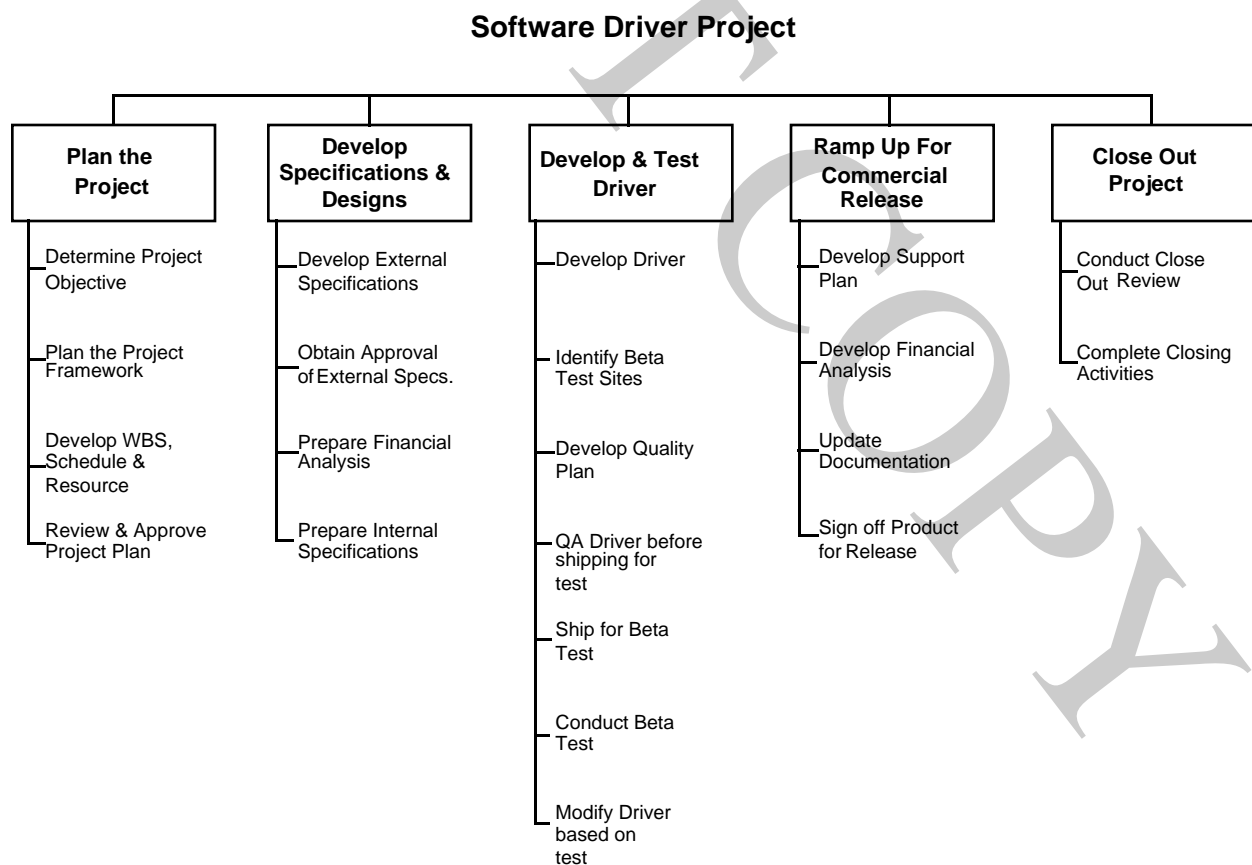 Software Driver Project
Plan the
Project
Determine Project
Objective
Plan the Project
Framework
Develop WBS,
Schedule &
Resource
Review & Approve
Project Plan
Develop
Specifications &
Designs
Develop External
Specifications
Obtain Approval
of External Specs.
Prepare Financial
Analysis
Prepare Internal
Specifications
Develop & Test
Driver
Develop Driver
Identify Beta
Test Sites
Develop Quality
Plan
QA Driver before
shipping for
test
Ship for Beta
Test
Conduct Beta
Test
Modify Driver
based on
test
Ramp Up For
Commercial
Release
Develop Support
Plan
Develop Financial
Analysis
Update
Documentation
Sign off Product
for Release
Close Out
Project
Conduct Close
Out Review
Complete Closing
Activities
COPY